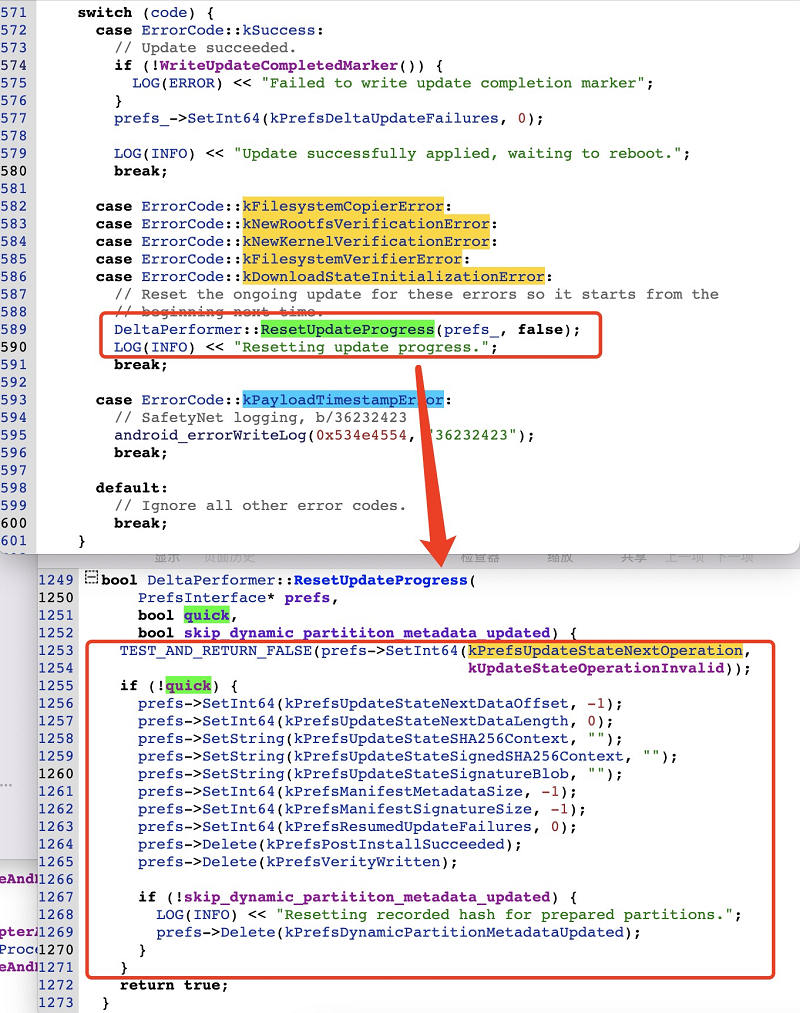 571 switch (code) {
572 case ErrorCode::kSuccess:
573 // Update succeeded.
574 if (!WriteUpdateCompletedMarker()) {
575 LOG(ERROR) << "Failed to write update completion marker";
576 }
577 prefs_->SetInt64(kPrefsDeltaUpdateFailures, 0);
578
579 LOG(INFO) << "Update successfully applied, waiting to reboot.";
580 break;
581
582 case ErrorCode::kFilesystemCopierError:
583 case ErrorCode::kNewRootfsVerificationError:
584 case ErrorCode::kNewKernelVerificationError:
585 case ErrorCode::kFilesystemVerifierError:
586 case ErrorCode::kDownloadStateInitializationError:
587 // Reset the ongoing update for these errors so it starts from the
588 // beginning next time.
589 DeltaPerformer::ResetUpdateProgress(prefs_, false);
590 LOG(INFO) << "Resetting update progress.";
591 break;
592
593 case ErrorCode::kPayloadTimestampError:
594 // SafetyNet logging, b/36232423
595 android_errorWriteLog(0x534e4554, "36232423");
596 break;
597
598 default:
599 // Ignore all other error codes.
600 break;
601 }
显示 页面历史 检查器 缩放 共享 上一项 下一项
1249 bool DeltaPerformer::ResetUpdateProgress(
1250 PrefsInterface* prefs,
1251 bool quick,
1252 bool skip_dynamic_partititon_metadata_updated) {
1253 TEST_AND_RETURN_FALSE(prefs->SetInt64(kPrefsUpdateStateNextOperation,
1254 kUpdateStateOperationInvalid));
1255 if (!quick) {
1256 prefs->SetInt64(kPrefsUpdateStateNextDataOffset, -1);
1257 prefs->SetInt64(kPrefsUpdateStateNextDataLength, 0);
1258 prefs->SetString(kPrefsUpdateStateSHA256Context, "");
1259 prefs->SetString(kPrefsUpdateStateSignedSHA256Context, "");
1260 prefs->SetString(kPrefsUpdateStateSignatureBlob, "");
1261 prefs->SetInt64(kPrefsManifestMetadataSize, -1);
1262 prefs->SetInt64(kPrefsManifestSignatureSize, -1);
1263 prefs->SetInt64(kPrefsResumedUpdateFailures, 0);
1264 prefs->Delete(kPrefsPostInstallSucceeded);
1265 prefs->Delete(kPrefsVerityWritten);
1266
1267 if (!skip_dynamic_partititon_metadata_updated) {
1268 LOG(INFO) << "Resetting recorded hash for prepared partitions.";
1269 prefs->Delete(kPrefsDynamicPartitionMetadataUpdated);
1270 }
1271 }
1272 return true;
1273 }